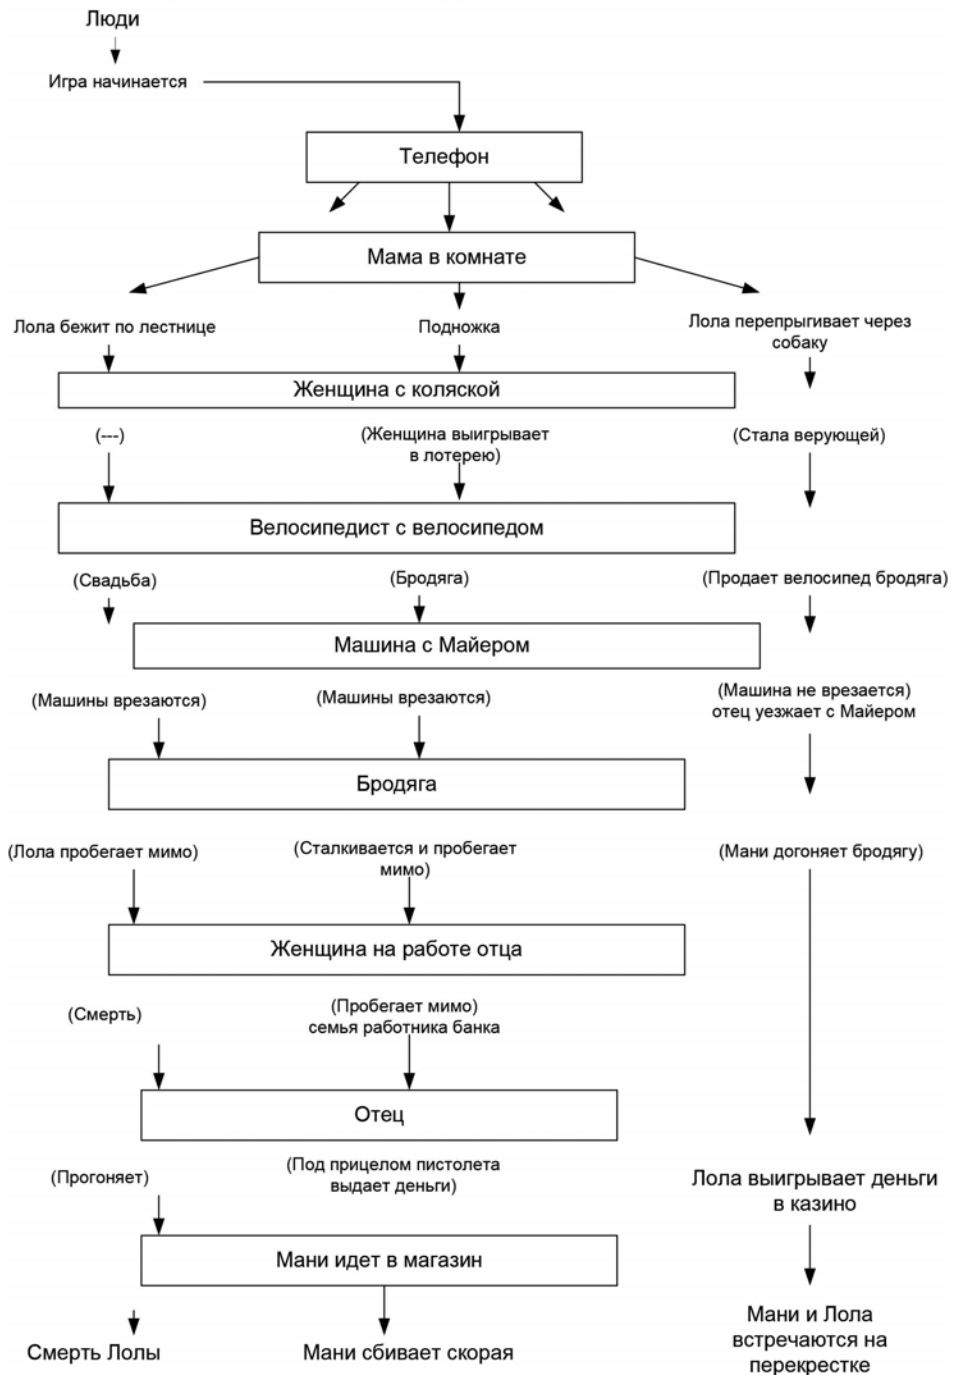 Люди
Игра начинается
Телефон
Мама в комнате
Лола бежит по лестнице
Подножка
Лола перепрыгивает через
собаку
Женщина с коляской
(---)
(Женщина выигрывает
в лотерею)
(Стала верующей)
Велосипедист с велосипедом
(Свадьба)
(Бродяга)
(Продает велосипед бродяга)
Машина с Майером
(Машины врезаются)
(Машины врезаются)
(Машина не врезается)
отец уезжает с Майером
Бродяга
(Лола пробегает мимо)
(Сталкивается и пробегает
мимо)
(Мани догоняет бродягу)
Женщина на работе отца
(Смерть)
(Пробегает мимо)
семья работника банка
Отец
(Прогоняет)
(Под прицелом пистолета
выдает деньги)
Лола выигрывает деньги
в казино
Мани идет в магазин
Смерть Лолы
Мани сбивает скорая
Мани и Лола
встречаются на
перекрестке